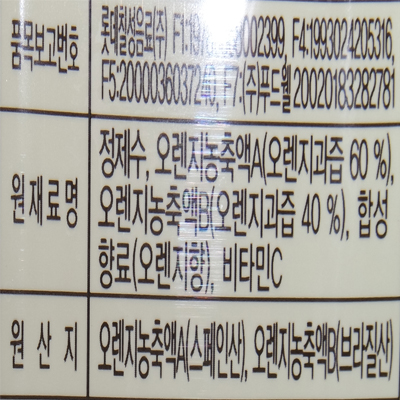 품목보고번호
롯데칠성음료(주) F4:1993024205316,
F7:(주)푸드웰 20020183282781
원재료명
정제수, 오렌지농축액A(오렌지과즙 60 %),
오렌지농축액B(오렌지과즙 40 %), 합성
향료(오렌지향), 비타민C
원산지
오렌지농축액A(스페인산), 오렌지농축액B(브라질산)